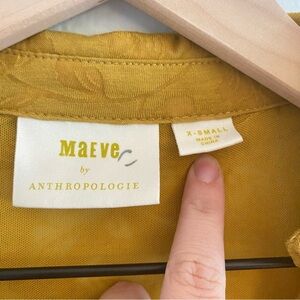 MAEVE
by
ANTHROPOLOGIE
X-SMALL
MADE IN
CHINA